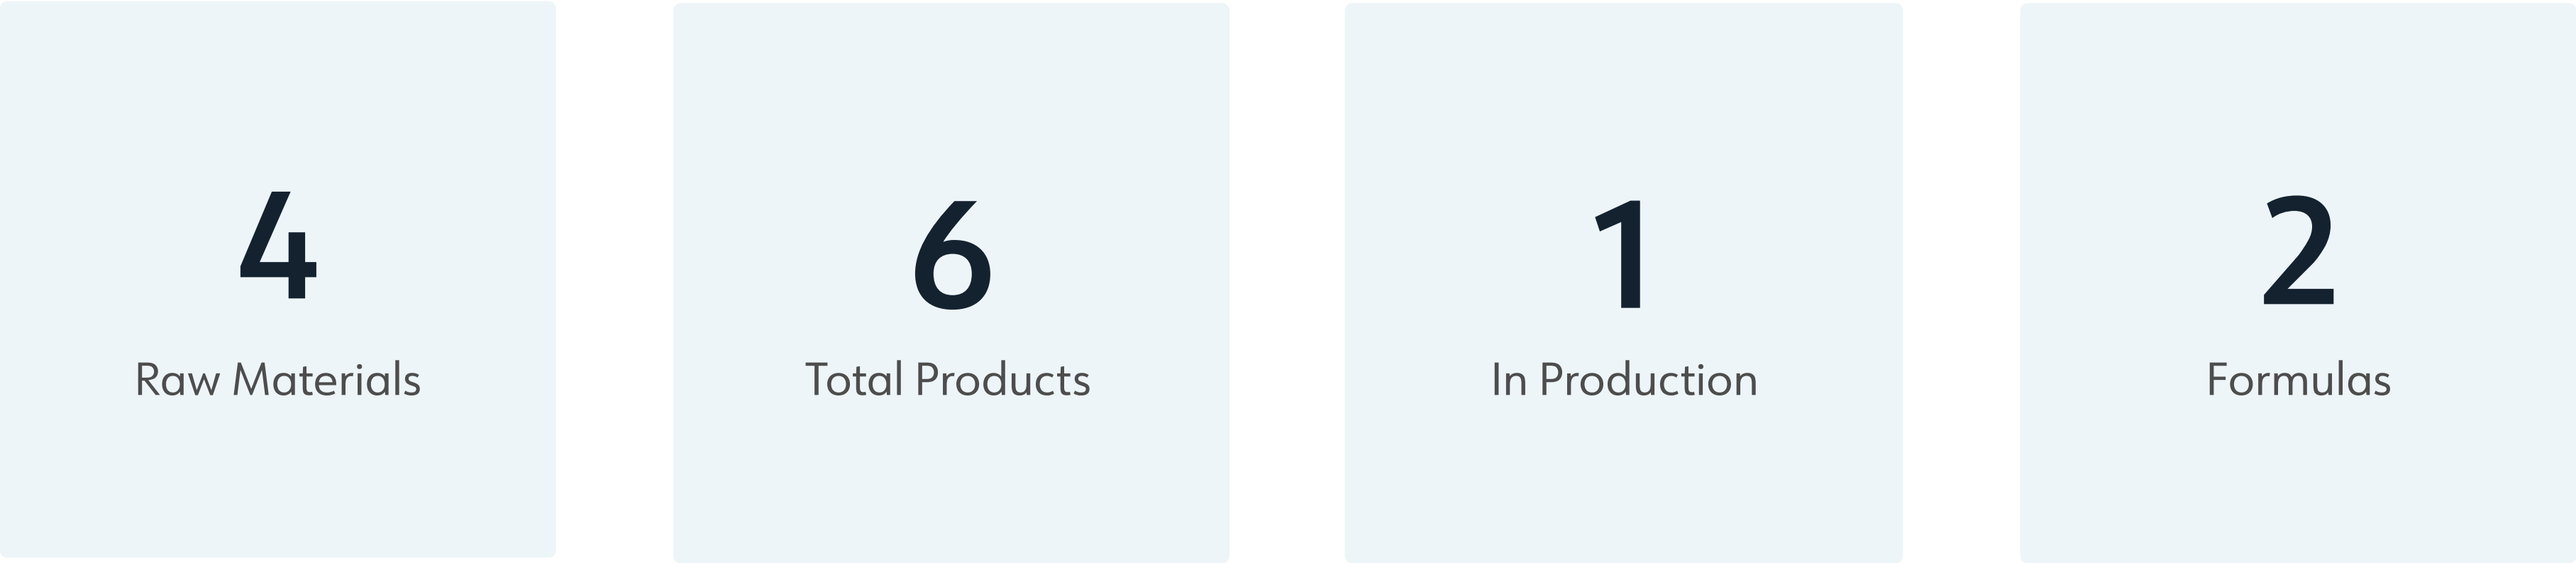 4
Raw Materials
6
Total Products
1
In Production
2
Formulas